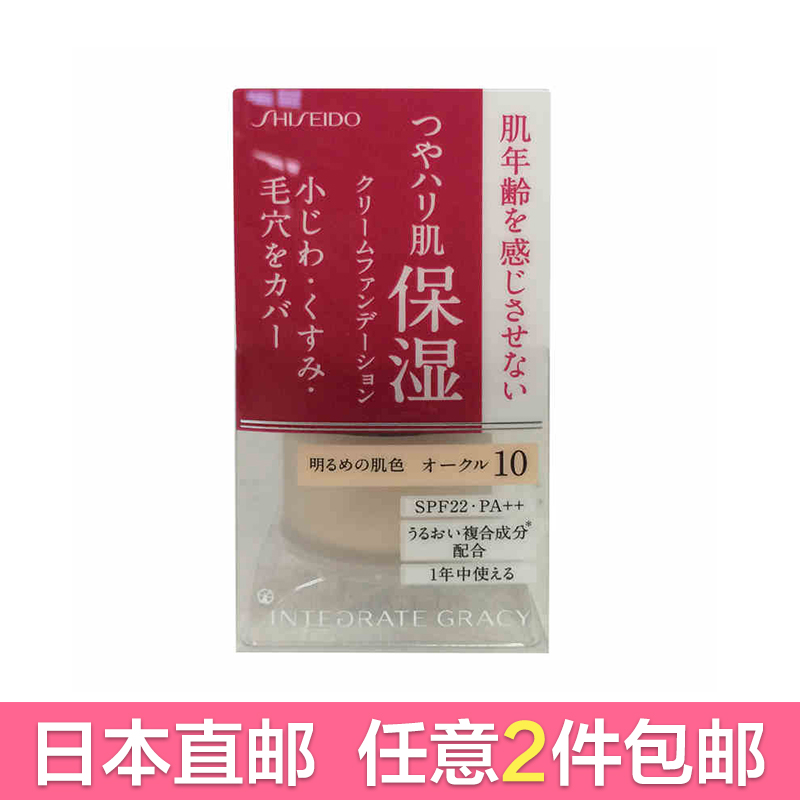 SHISEIDO
肌年齢を感じさせない
つやハリ肌
保湿
クリームファンデーション
小じわ・くすみ・
毛穴をカバー
明るめの肌色 オークル10
SPF22・PA++
うるおい複合成分*
配合
1年中使える
INTEGRATE GRACY
日本直邮 任意2件包邮